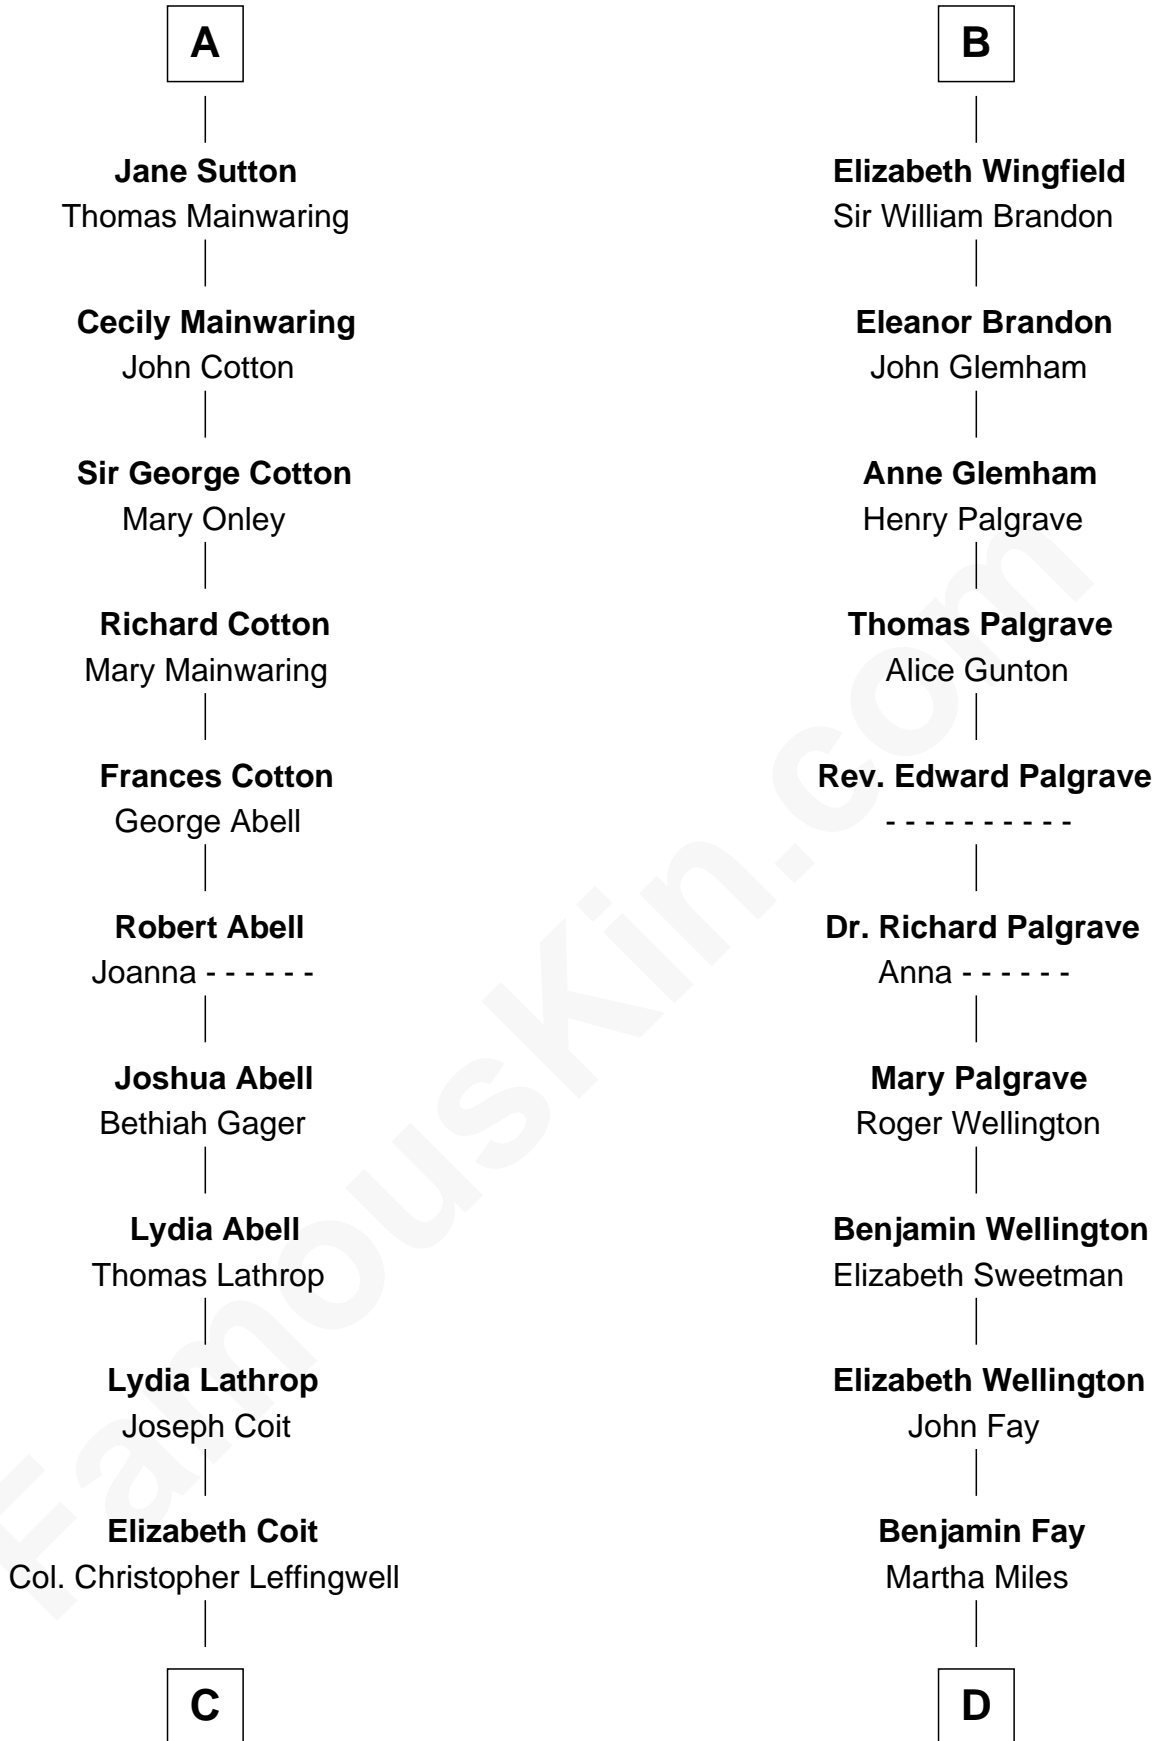 A
Jane Sutton
Thomas Mainwaring
Cecily Mainwaring
John Cotton
Sir George Cotton
Mary Onley
Richard Cotton
Mary Mainwaring
Frances Cotton
George Abell
Robert Abell
Joanna - - - - - -
Joshua Abell
Bethiah Gager
Lydia Abell
Thomas Lathrop
Lydia Lathrop
Joseph Coit
Elizabeth Coit
Col. Christopher Leffingwell
C
B
Elizabeth Wingfield
Sir William Brandon
Eleanor Brandon
John Glemham
Anne Glemham
Henry Palgrave
Thomas Palgrave
Alice Gunton
Rev. Edward Palgrave
- - - - - - - - - -
Dr. Richard Palgrave
Anna - - - - - -
Mary Palgrave
Roger Wellington
Benjamin Wellington
Elizabeth Sweetman
Elizabeth Wellington
John Fay
Benjamin Fay
Martha Miles
D
FamousKin.com